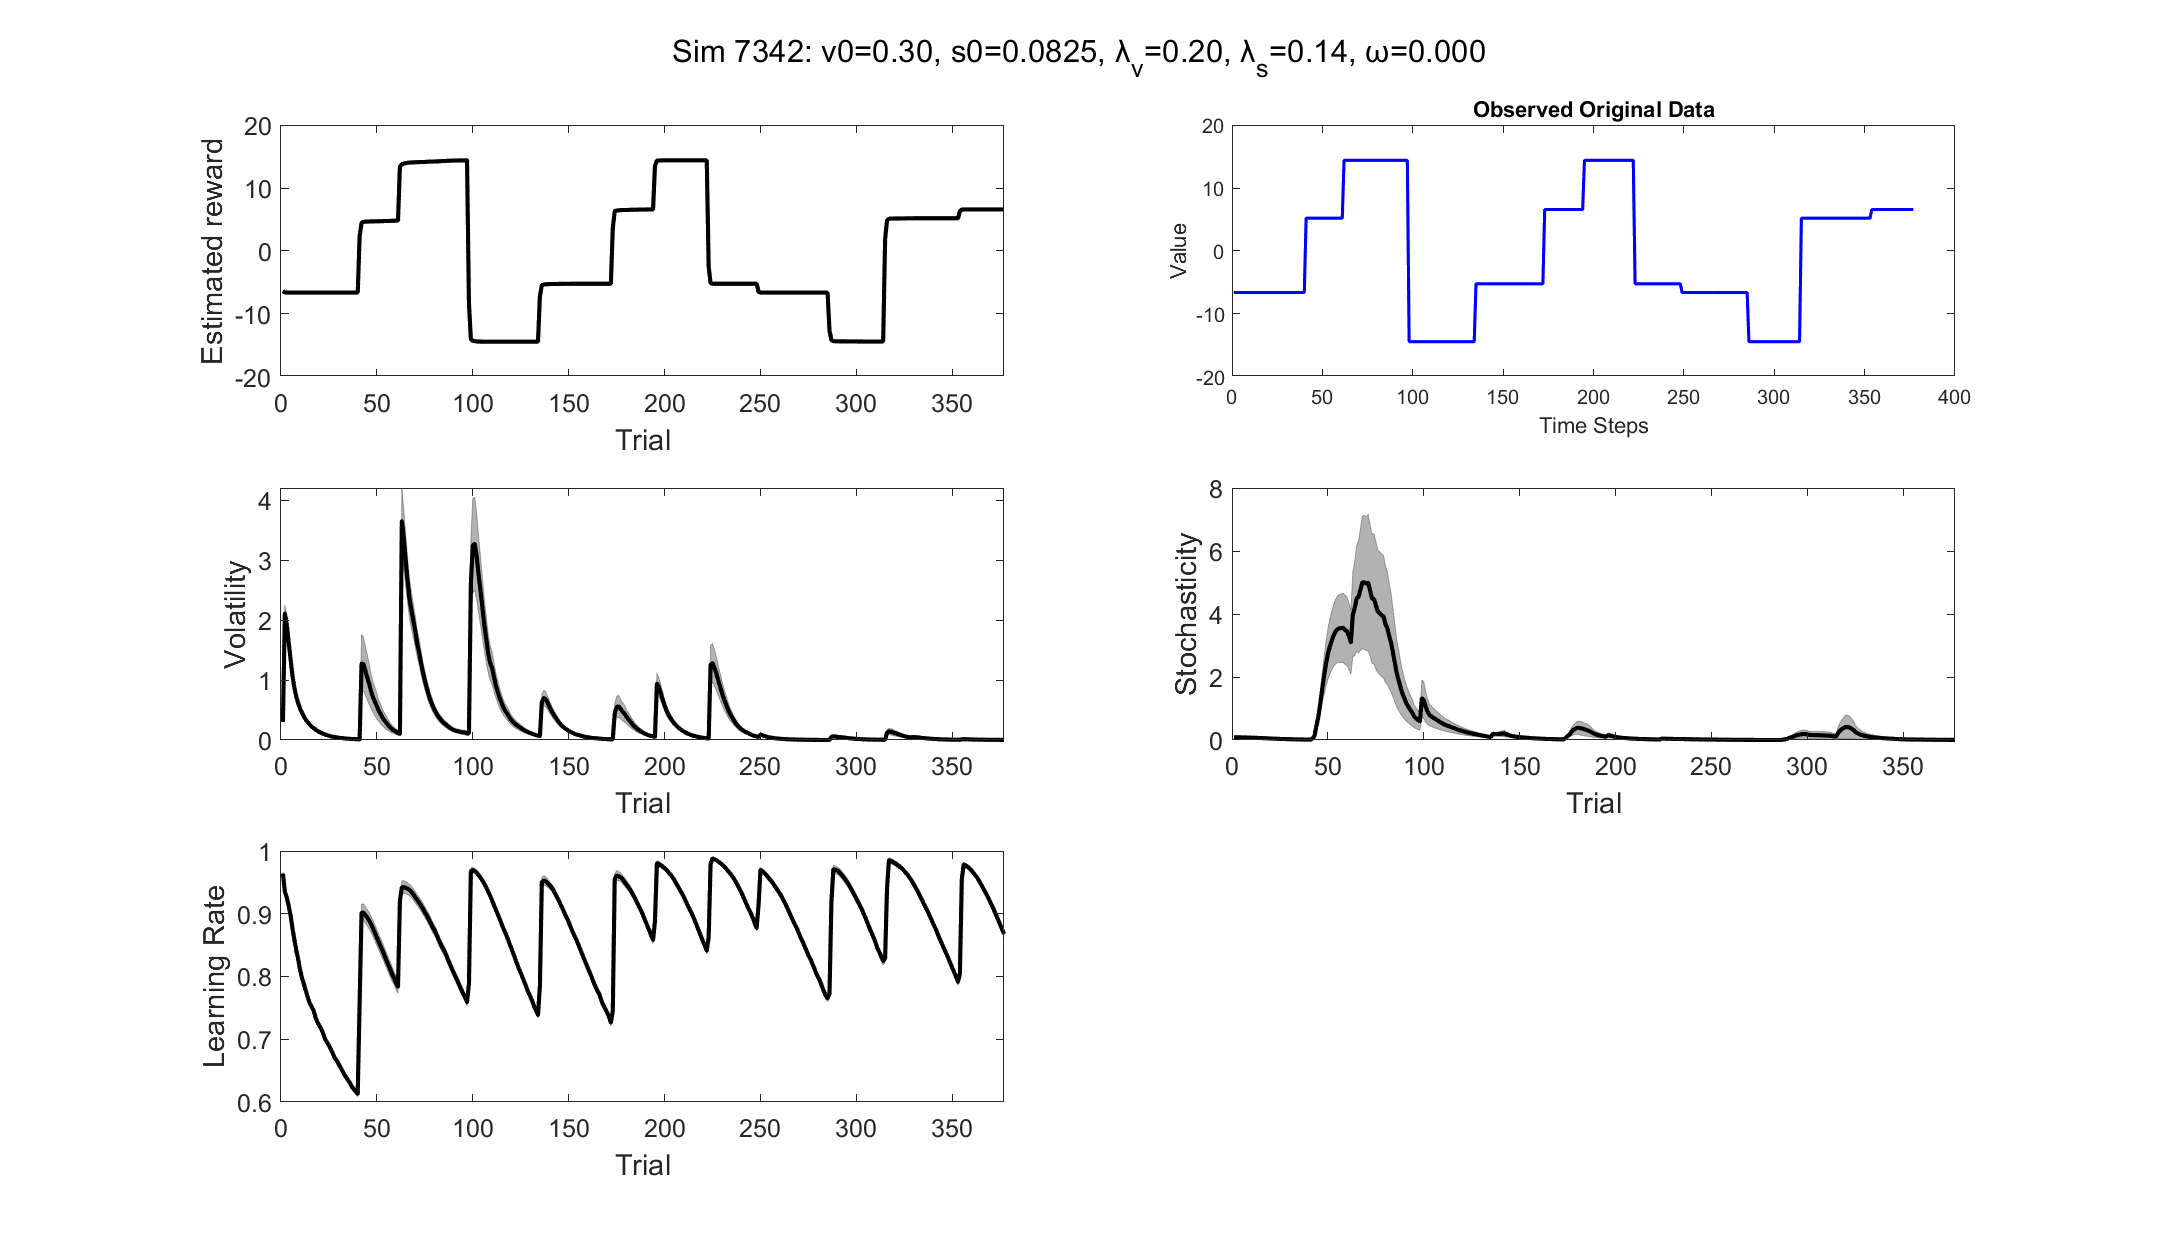 Sim 7342: v0=0.30, s0=0.0825, λv=0.20, λs=0.14, ω=0.000
Estimated reward
20
10
0
-10
-20
0 50 100 150 200 250 300 350
Trial
Observed Original Data
Value
20
10
0
-10
-20
0 50 100 150 200 250 300 350 400
Time Steps
Volatility
4
3
2
1
0
0 50 100 150 200 250 300 350
Trial
Stochasticity
8
6
4
2
0
0 50 100 150 200 250 300 350
Trial
Learning Rate
1
0.9
0.8
0.7
0.6
0 50 100 150 200 250 300 350
Trial